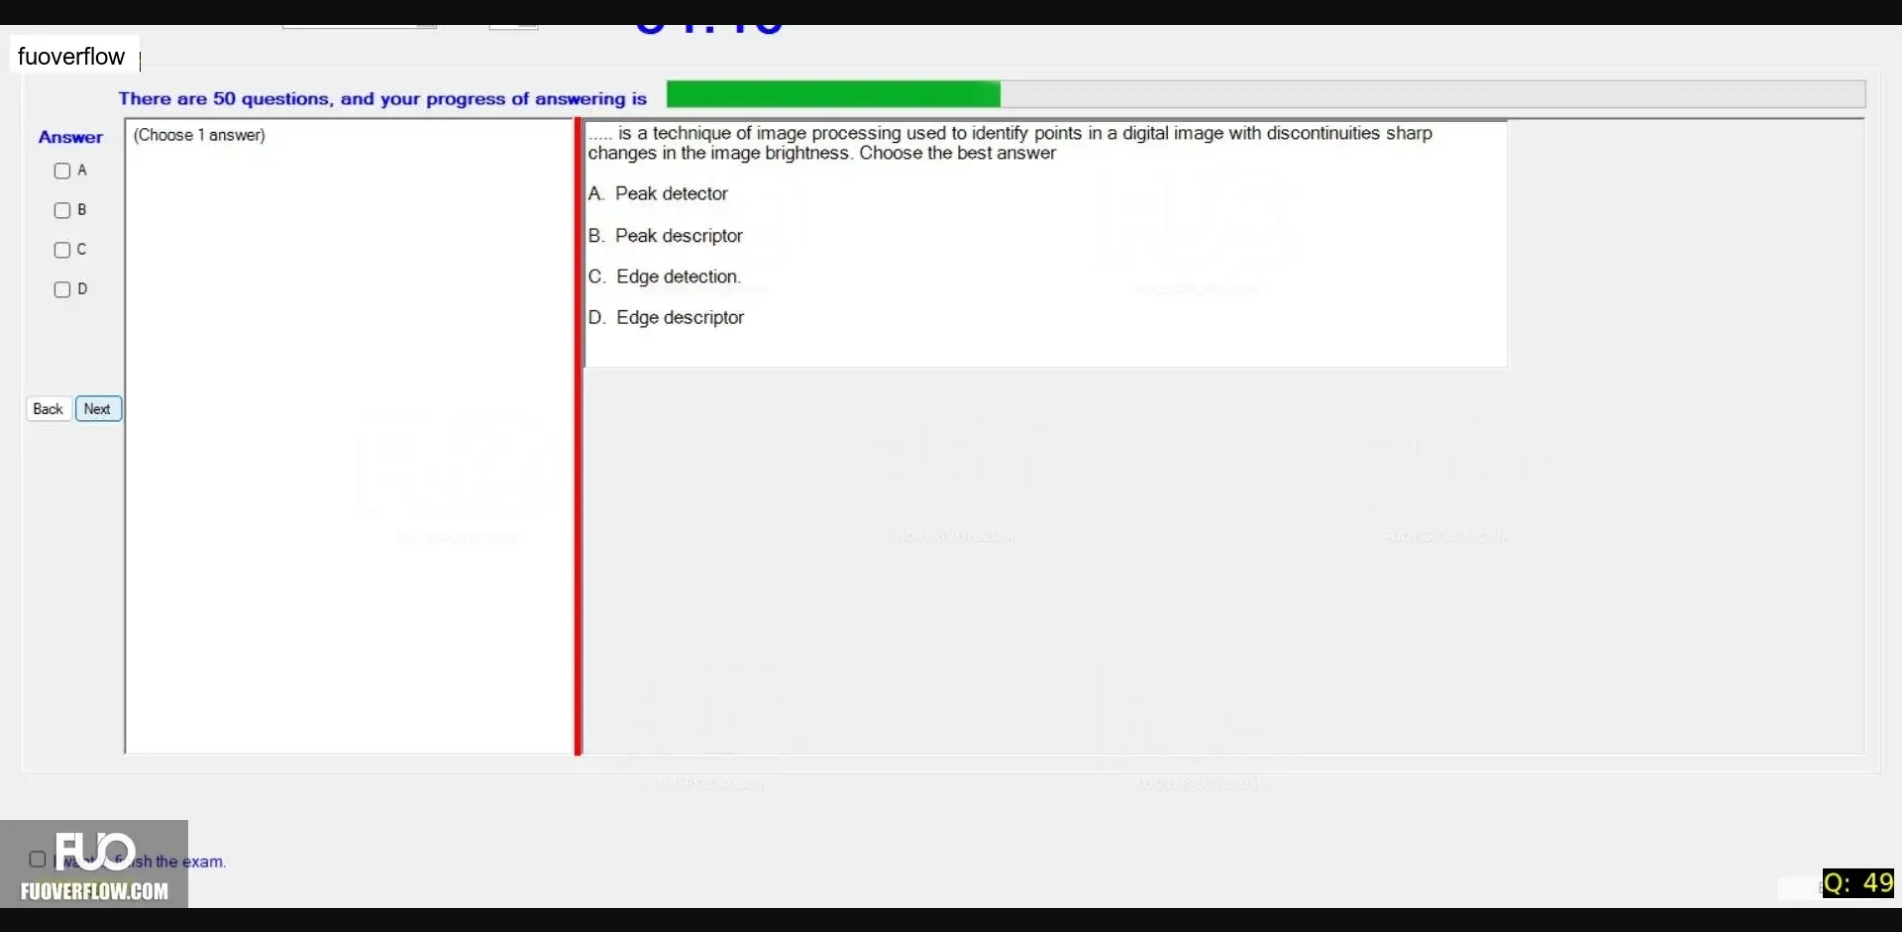 fuoverflow
There are 50 questions, and your progress of answering is
Answer
(Choose 1 answer)
A
B
C
D
Back Next
..... is a technique of image processing used to identify points in a digital image with discontinuities sharp
changes in the image brightness. Choose the best answer
A. Peak detector
B. Peak descriptor
C. Edge detection.
D. Edge descriptor
the exam.
FUO
FUOVERFLOW.COM
Q: 49